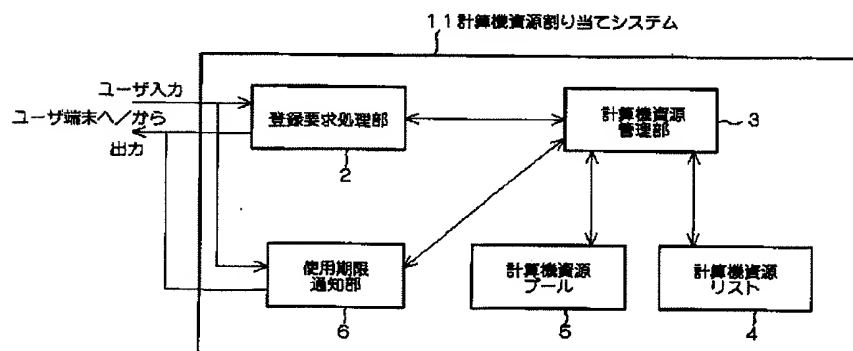 11計算機資源割り当てシステム
ユーザ入力
ユーザ端末へ/から
出力
登録要求処理部
2
計算機資源
管理部
3
使用期限
通知部
6
計算機資源
プール
5
計算機資源
リスト
4